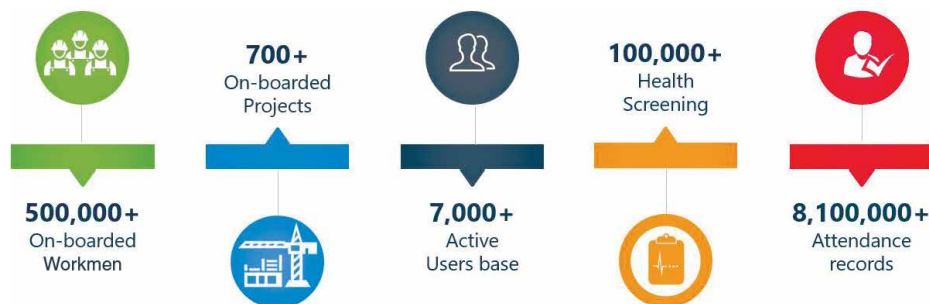 500,000+
On-boarded
Workmen
700+
On-boarded
Projects
7,000+
Active
Users base
100,000+
Health
Screening
8,100,000+
Attendance
records